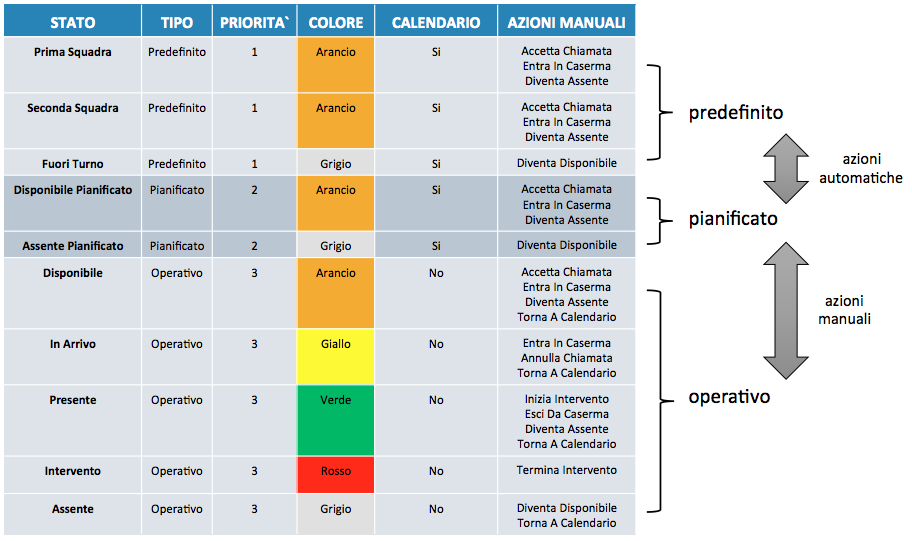 STATO TIPO PRIORITA` COLORE CALENDARIO AZIONI MANUALI
Prima Squadra Predefinito 1 Arancio Si Accetta Chiamata
Entra In Caserma
Diventa Assente
Seconda Squadra Predefinito 1 Arancio Si Accetta Chiamata
Entra In Caserma
Diventa Assente
Fuori Turno Predefinito 1 Grigio Si Diventa Disponibile
Disponibile Pianificato Pianificato 2 Arancio Si Accetta Chiamata
Entra In Caserma
Diventa Assente
Assente Pianificato Pianificato 2 Grigio Si Diventa Disponibile
Disponibile Operativo 3 Arancio No Accetta Chiamata
Entra In Caserma
Diventa Assente
Torna A Calendario
In Arrivo Operativo 3 Giallo No Entra In Caserma
Annulla Chiamata
Torna A Calendario
Presente Operativo 3 Verde No Inizia Intervento
Esci Da Caserma
Diventa Assente
Torna A Calendario
Intervento Operativo 3 Rosso No Termina Intervento
Assente Operativo 3 Grigio No Diventa Disponibile
Torna A Calendario
predefinito
azioni
automatiche
pianificato
azioni
manuali
operativo